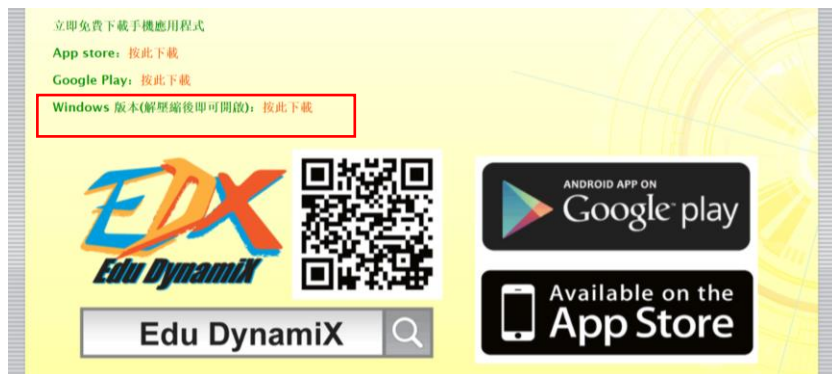 立即免費下載手機應用程式
App store：按此下載
Google Play：按此下載
Windows 版本(解壓縮後即可開啟)：按此下載
EDX
Edu DynamiX
Edu DynamiX
ANDROID APP ON
Google play
Available on the
App Store